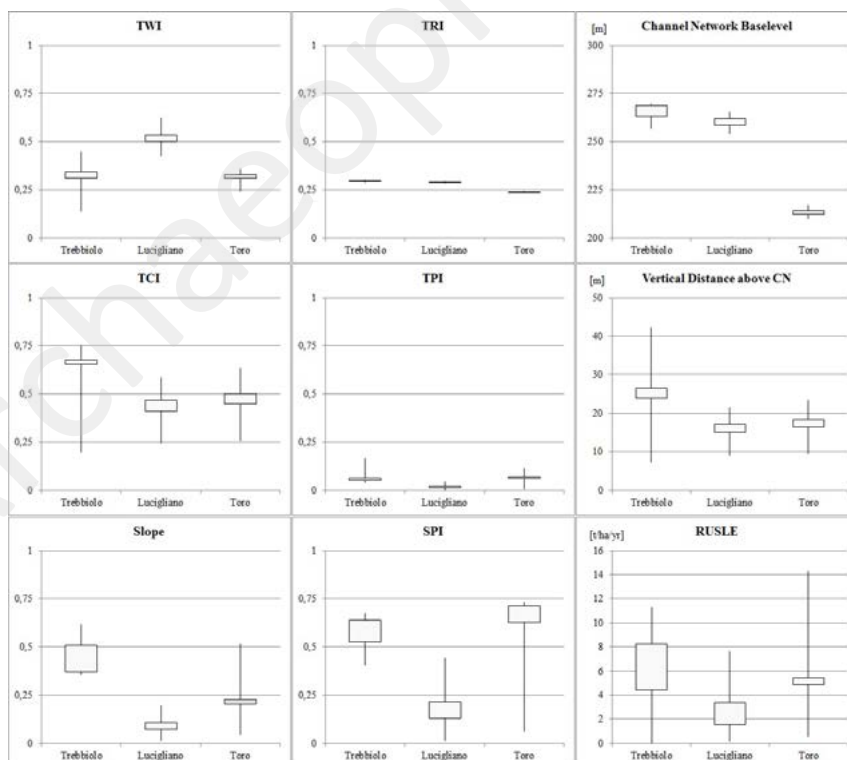 TWI
1
0,75
0,5
0,25
0
Trebbiolo Lucigliano Toro
TRI
1
0,75
0,5
0,25
0
Trebbiolo Lucigliano Toro
Channel Network Baselevel
[m]
300
275
250
225
200
Trebbiolo Lucigliano Toro
TCI
1
0,75
0,5
0,25
0
Trebbiolo Lucigliano Toro
TPI
1
0,75
0,5
0,25
0
Trebbiolo Lucigliano Toro
Vertical Distance above CN
[m]
50
40
30
20
10
0
Trebbiolo Lucigliano Toro
Slope
1
0,75
0,5
0,25
0
Trebbiolo Lucigliano Toro
SPI
1
0,75
0,5
0,25
0
Trebbiolo Lucigliano Toro
RUSLE
[t/ha/yr]
16
14
12
10
8
6
4
2
0
Trebbiolo Lucigliano Toro